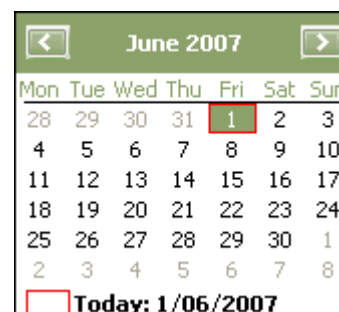 June 2007
Mon Tue Wed Thu Fri Sat Sun
28 29 30 31 1 2 3
4 5 6 7 8 9 10
11 12 13 14 15 16 17
18 19 20 21 22 23 24
25 26 27 28 29 30 1
2 3 4 5 6 7 8
Today: 1/06/2007